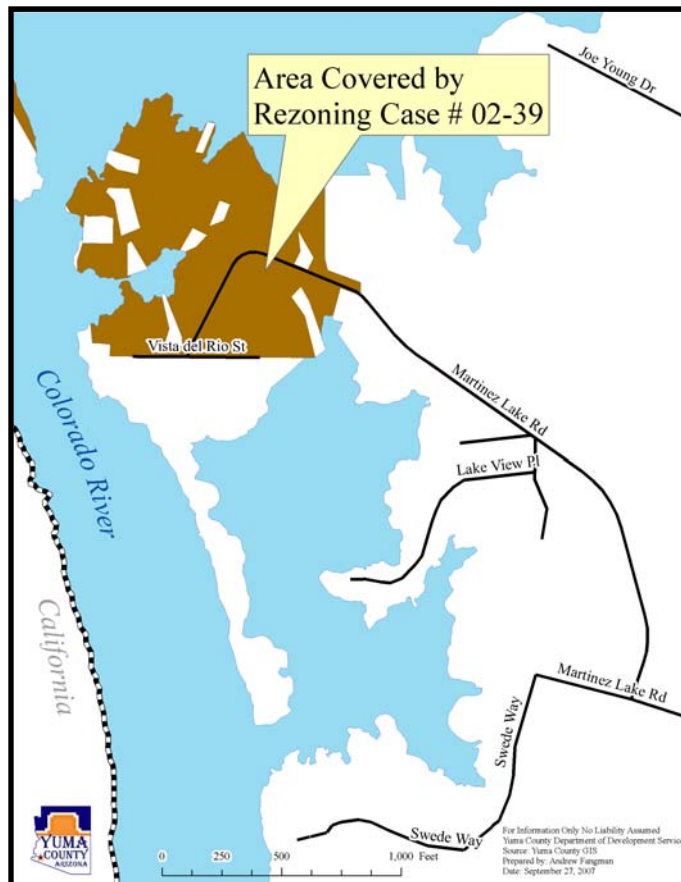 Joe Young Dr
Area Covered by
Rezoning Case # 02-39
Vista del Rio St
Martinez Lake Rd
Colorado River
Lake View Pl
California
Martinez Lake Rd
Swede Way
Swede Way
YUMA
COUNTY
ARIZONA
0 250 500 1,000 Feet
For Information Only No Liability Assumed
Yuma County Department of Development Service
Source: Yuma County GIS
Prepared by: Andrew Fangman
Date: September 27, 2007